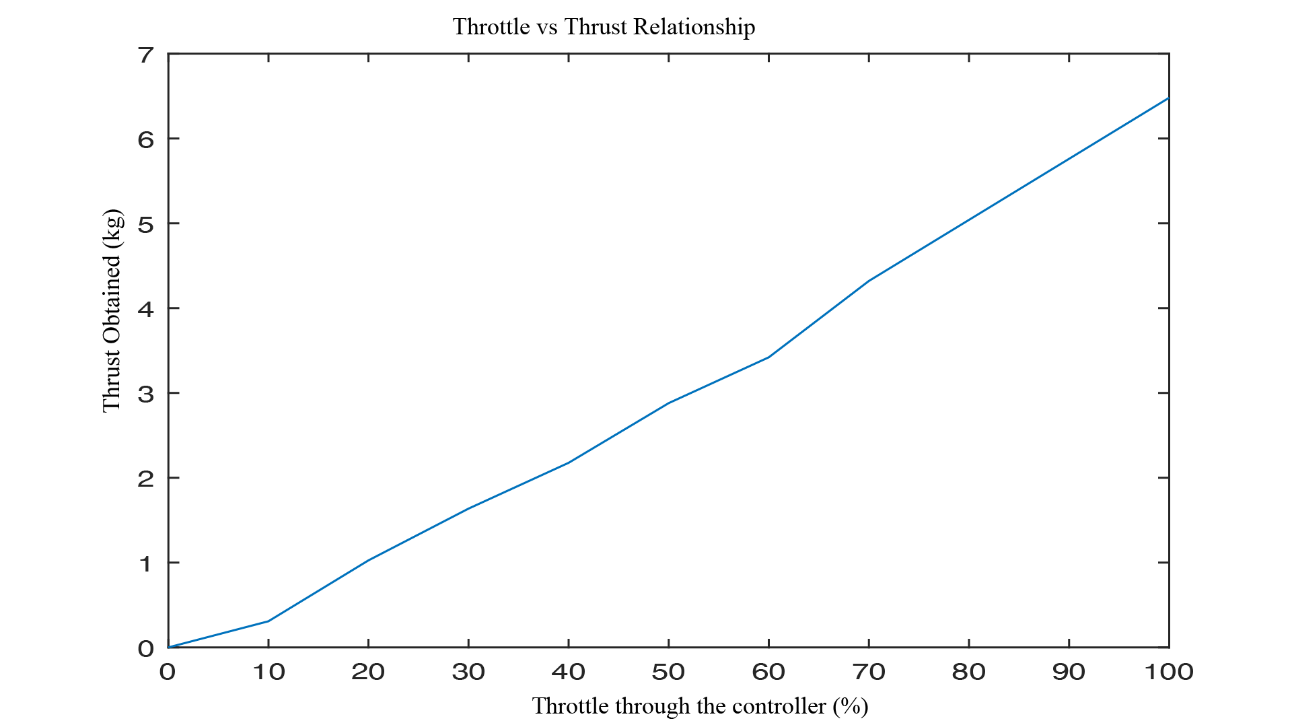 Throttle vs Thrust Relationship
7
6
5
4
3
2
1
0
Thrust Obtained (kg)
0 10 20 30 40 50 60 70 80 90 100
Throttle through the controller (%)